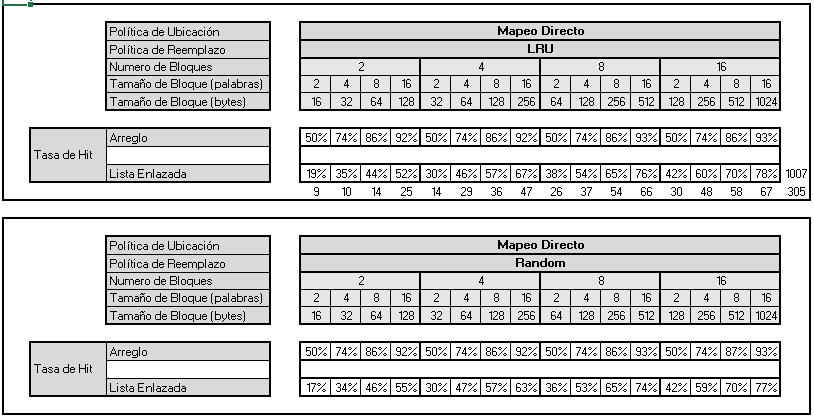 Política de Ubicación Mapeo Directo
Política de Reemplazo LRU
Numero de Bloques 2 4 8 16
Tamaño de Bloque (palabras) 2 4 8 16 2 4 8 16 2 4 8 16 2 4 8 16
Tamaño de Bloque (bytes) 16 32 64 128 32 64 128 256 64 128 256 512 128 256 512 1024
Arreglo 50% 74% 86% 92% 50% 74% 86% 92% 50% 74% 86% 93% 50% 74% 86% 93%
Tasa de Hit
Lista Enlazada 19% 35% 44% 52% 30% 46% 57% 67% 38% 54% 65% 76% 42% 60% 70% 78% 1007
9 10 14 25 14 29 36 47 26 37 54 66 30 48 58 67 305
Política de Ubicación Mapeo Directo
Política de Reemplazo Random
Numero de Bloques 2 4 8 16
Tamaño de Bloque (palabras) 2 4 8 16 2 4 8 16 2 4 8 16 2 4 8 16
Tamaño de Bloque (bytes) 16 32 64 128 32 64 128 256 64 128 256 512 128 256 512 1024
Arreglo 50% 74% 86% 92% 50% 74% 86% 92% 50% 74% 86% 93% 50% 74% 87% 93%
Tasa de Hit
Lista Enlazada 17% 34% 46% 55% 30% 47% 57% 63% 36% 53% 65% 74% 42% 59% 70% 77%